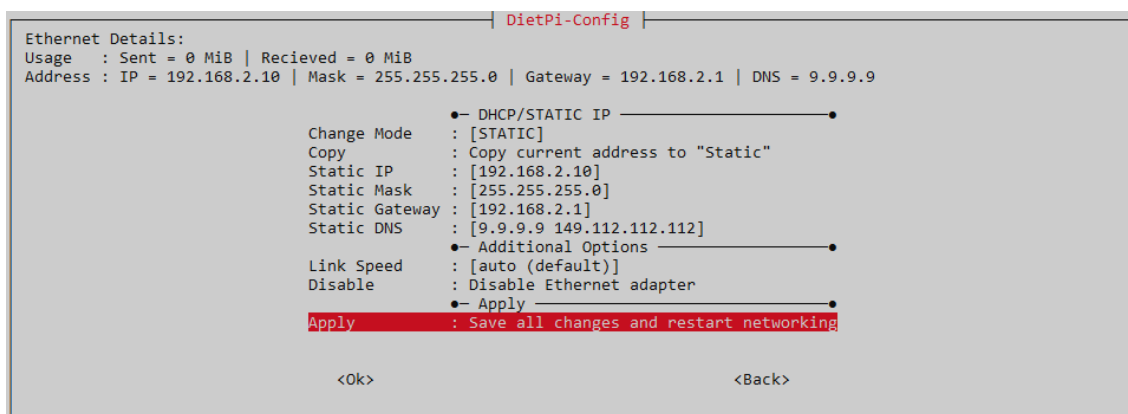 DietPi-Config
Ethernet Details:
Usage : Sent = 0 MiB | Recieved = 0 MiB
Address : IP = 192.168.2.10 | Mask = 255.255.255.0 | Gateway = 192.168.2.1 | DNS = 9.9.9.9
●─ DHCP/STATIC IP ─●
Change Mode : [STATIC]
Copy : Copy current address to "Static"
Static IP : [192.168.2.10]
Static Mask : [255.255.255.0]
Static Gateway : [192.168.2.1]
Static DNS : [9.9.9.9 149.112.112.112]
●─ Additional Options ─●
Link Speed : [auto (default)]
Disable : Disable Ethernet adapter
●─ Apply ─●
Apply : Save all changes and restart networking
<Ok> <Back>